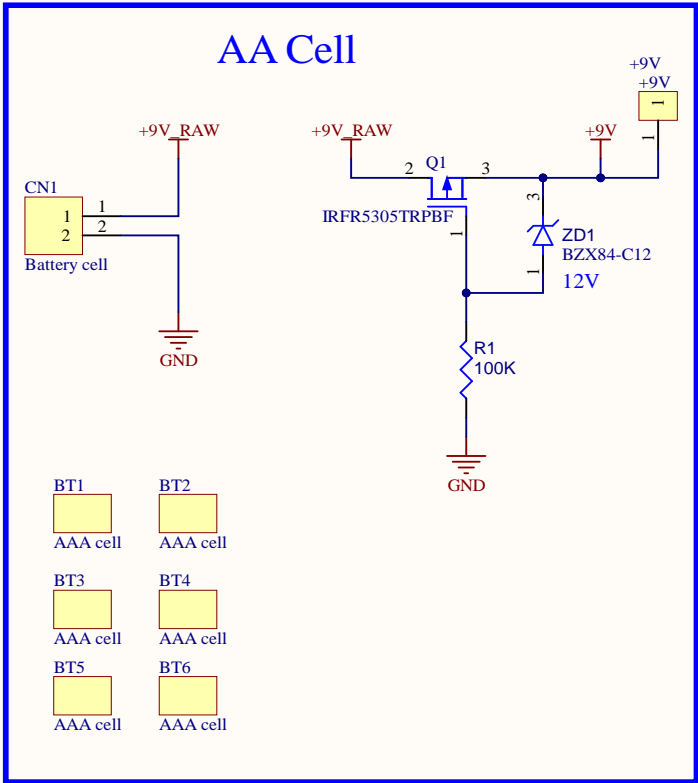 AA Cell
+9V
+9V
1
1
+9V_RAW
+9V_RAW
+9V
2
Q1
3
IRFR5305TRPBF
1
CN1
1
1
2
2
Battery cell
GND
3
ZD1
BZX84-C12
1
12V
R1
100K
GND
BT1
BT2
AAA cell
AAA cell
BT3
BT4
AAA cell
AAA cell
BT5
BT6
AAA cell
AAA cell